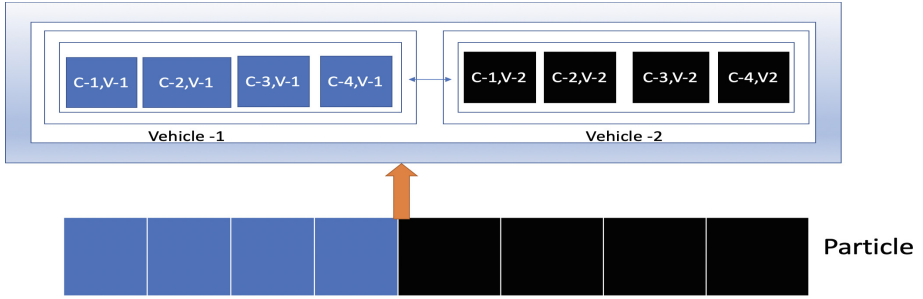 C-1,V-1 C-2,V-1 C-3,V-1 C-4,V-1 C-1,V-2 C-2,V-2 C-3,V-2 C-4,V2
Vehicle -1 Vehicle -2
Particle